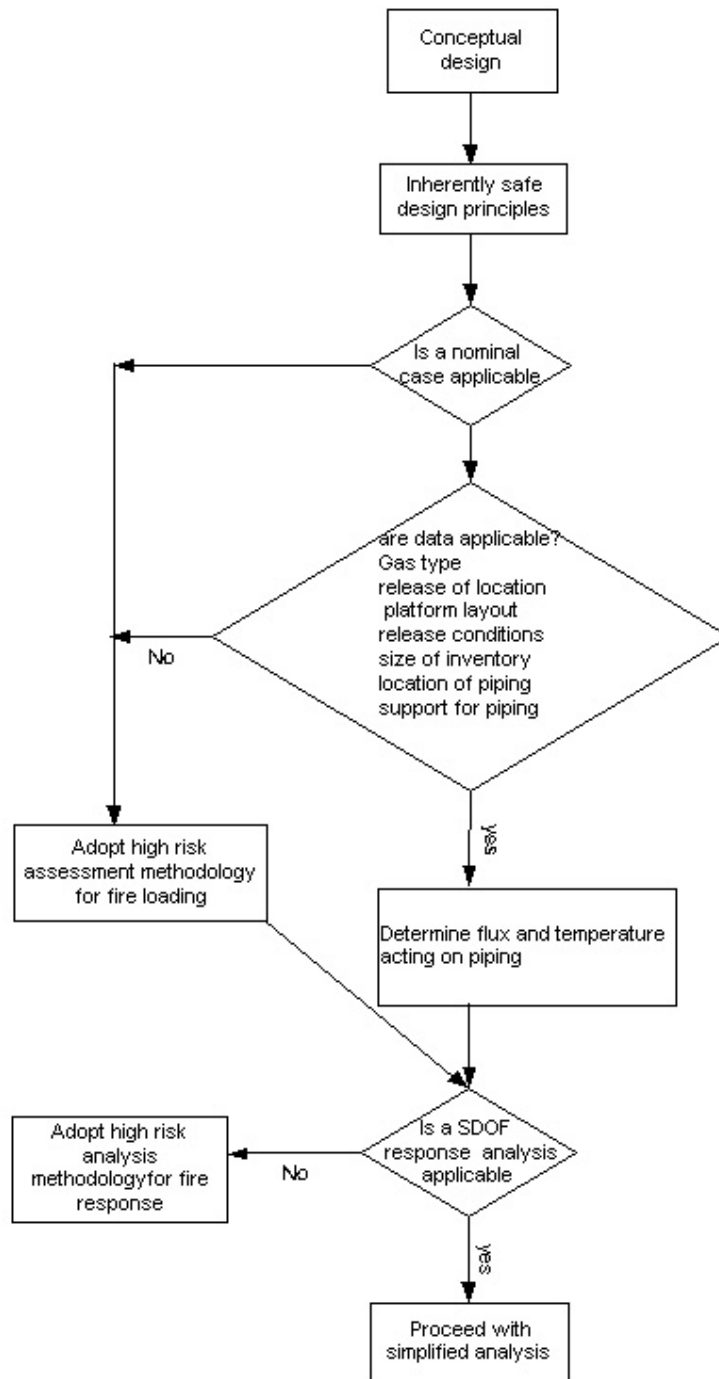 Conceptual
design
Inherently safe
design principles
Is a nominal
case applicable
are data applicable?
Gas type
release of location
platform layout
release conditions
size of inventory
location of piping
support for piping
No
yes
Adopt high risk
assessment methodology
for fire loading
Determine flux and temperature
acting on piping
Is a SDOF
response analysis
applicable
No
Adopt high risk
analysis
methodologyfor fire
response
yes
Proceed with
simplified analysis